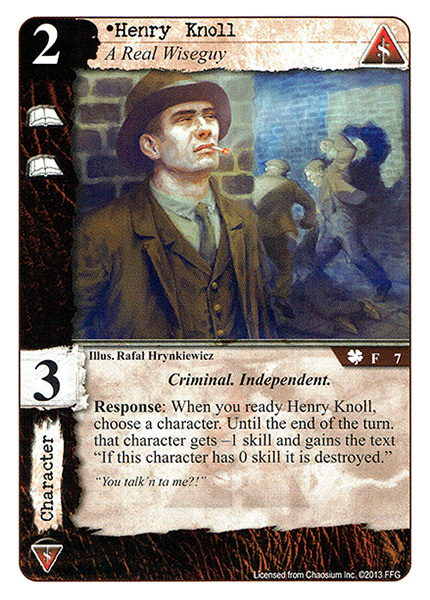 2
•Henry Knoll
A Real Wiseguy
Illus. Rafał Hrynkiewicz
F 7
3
Criminal. Independent.
Response: When you ready Henry Knoll,
choose a character. Until the end of the turn.
that character gets –1 skill and gains the text
“If this character has 0 skill it is destroyed.”
“You talk’n ta me?!”
Character
Licensed from Chaosium Inc. ©2013 FFG